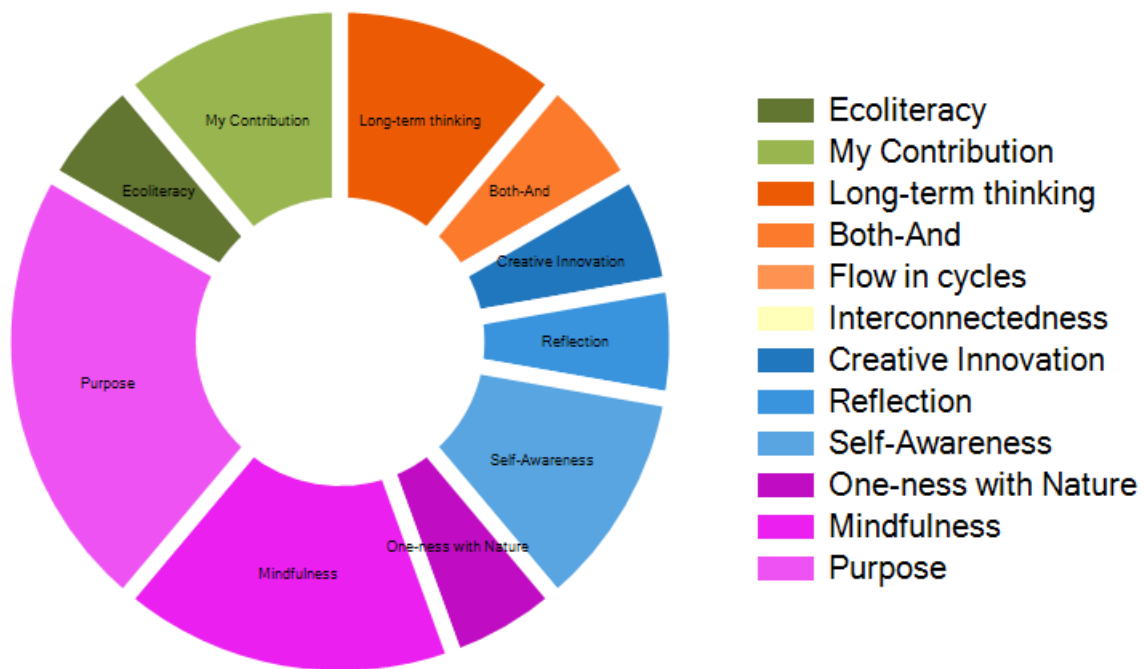 My Contribution
Long-term thinking
Ecoliteracy
Both-And
Creative Innovation
Reflection
Purpose
Self-Awareness
One-ness with Nature
Mindfulness
Ecoliteracy
My Contribution
Long-term thinking
Both-And
Flow in cycles
Interconnectedness
Creative Innovation
Reflection
Self-Awareness
One-ness with Nature
Mindfulness
Purpose